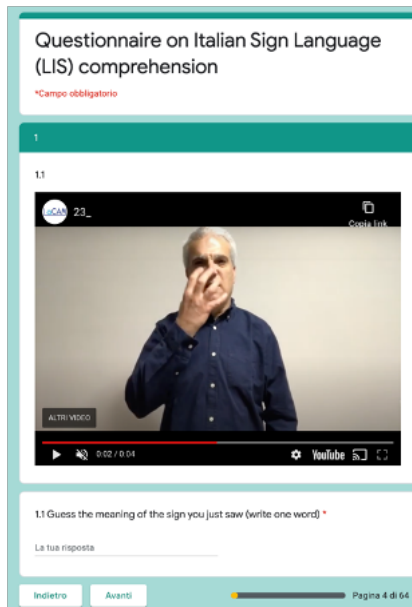 Questionnaire on Italian Sign Language
(LIS) comprehension
*Campo obbligatorio
1
1.1
LaCAM 23_
Copia link
ALTRI VIDEO
0:02 / 0:04
YouTube
1.1 Guess the meaning of the sign you just saw (write one word) *
La tua risposta
Indietro Avanti Pagina 4 di 64